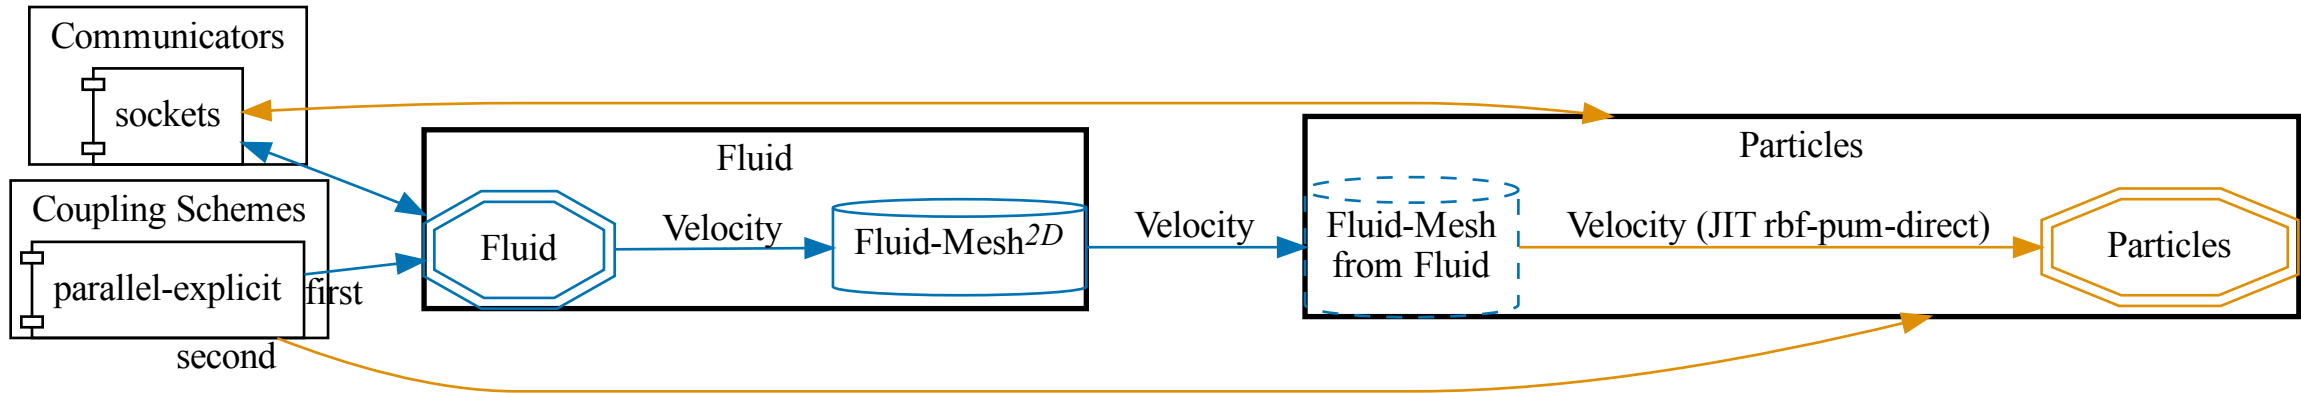 Communicators
sockets
Coupling Schemes
parallel-explicit
first
second
Fluid
Fluid
Velocity
Fluid-Mesh2D
Velocity
Particles
Fluid-Mesh
from Fluid
Velocity (JIT rbf-pum-direct)
Particles